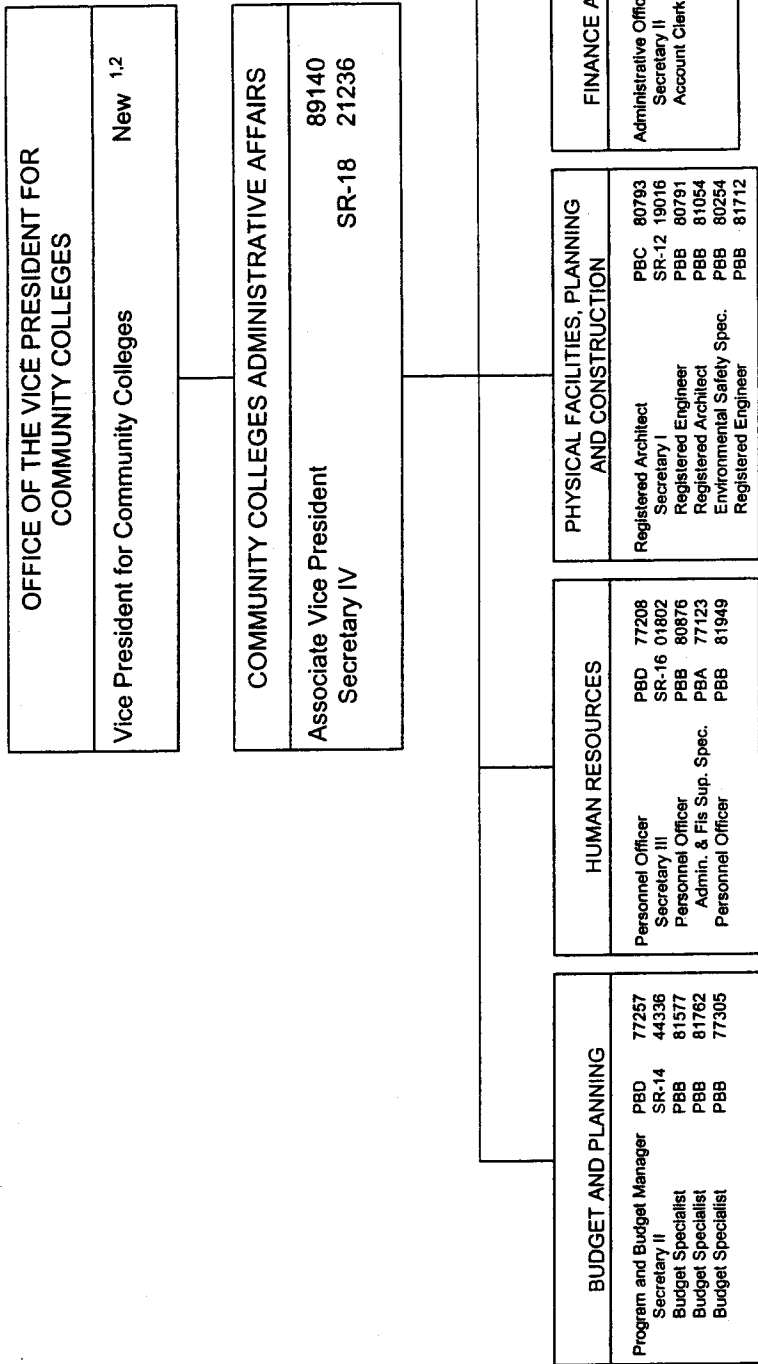 OFFICE OF THE VICE PRESIDENT FOR
COMMUNITY COLLEGES
Vice President for Community Colleges New 1,2
COMMUNITY COLLEGES ADMINISTRATIVE AFFAIRS
Associate Vice President 89140
Secretary IV SR-18 21236
BUDGET AND PLANNING
Program and Budget Manager PBD 77257
Secretary II SR-14 44336
Budget Specialist PBB 81577
Budget Specialist PBB 81762
Budget Specialist PBB 77305
HUMAN RESOURCES
Personnel Officer PBD 77208
Secretary III SR-16 01802
Personnel Officer PBB 80876
Admin. & Fis Sup. Spec. PBA 77123
Personnel Officer PBB 81949
PHYSICAL FACILITIES, PLANNING
AND CONSTRUCTION
Registered Architect PBC 80793
Secretary I SR-12 19016
Registered Engineer PBB 80791
Registered Architect PBB 81054
Environmental Safety Spec. PBB 80254
Registered Engineer PBB 81712
FINANCE A
Administrative Offic
Secretary II
Account Clerk